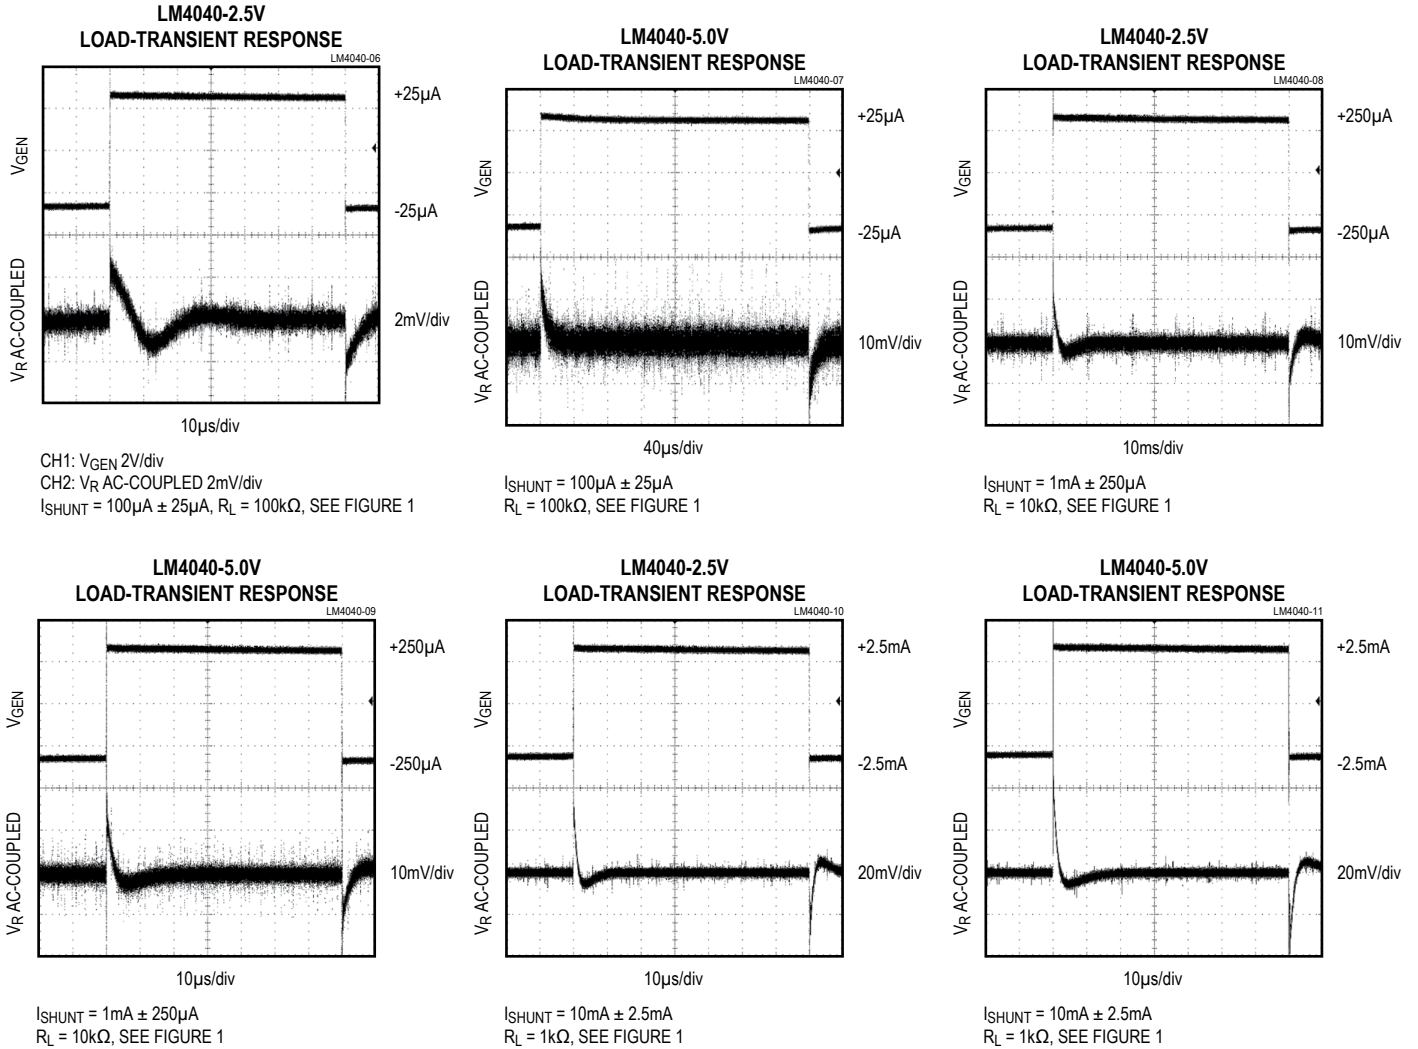 LM4040-2.5V
LOAD-TRANSIENT RESPONSE
LM4040-06
VGEN
+25µA
-25µA
VR AC-COUPLED
2mV/div
10µs/div
CH1: VGEN 2V/div
CH2: VR AC-COUPLED 2mV/div
ISHUNT = 100µA ± 25µA, RL = 100kΩ, SEE FIGURE 1
LM4040-5.0V
LOAD-TRANSIENT RESPONSE
LM4040-07
VGEN
+25µA
-25µA
VR AC-COUPLED
10mV/div
40µs/div
ISHUNT = 100µA ± 25µA
RL = 100kΩ, SEE FIGURE 1
LM4040-2.5V
LOAD-TRANSIENT RESPONSE
LM4040-08
VGEN
+250µA
-250µA
VR AC-COUPLED
10mV/div
10ms/div
ISHUNT = 1mA ± 250µA
RL = 10kΩ, SEE FIGURE 1
LM4040-5.0V
LOAD-TRANSIENT RESPONSE
LM4040-09
VGEN
+250µA
-250µA
VR AC-COUPLED
10mV/div
10µs/div
ISHUNT = 1mA ± 250µA
RL = 10kΩ, SEE FIGURE 1
LM4040-2.5V
LOAD-TRANSIENT RESPONSE
LM4040-10
VGEN
+2.5mA
-2.5mA
VR AC-COUPLED
20mV/div
10µs/div
ISHUNT = 10mA ± 2.5mA
RL = 1kΩ, SEE FIGURE 1
LM4040-5.0V
LOAD-TRANSIENT RESPONSE
LM4040-11
VGEN
+2.5mA
-2.5mA
VR AC-COUPLED
20mV/div
10µs/div
ISHUNT = 10mA ± 2.5mA
RL = 1kΩ, SEE FIGURE 1